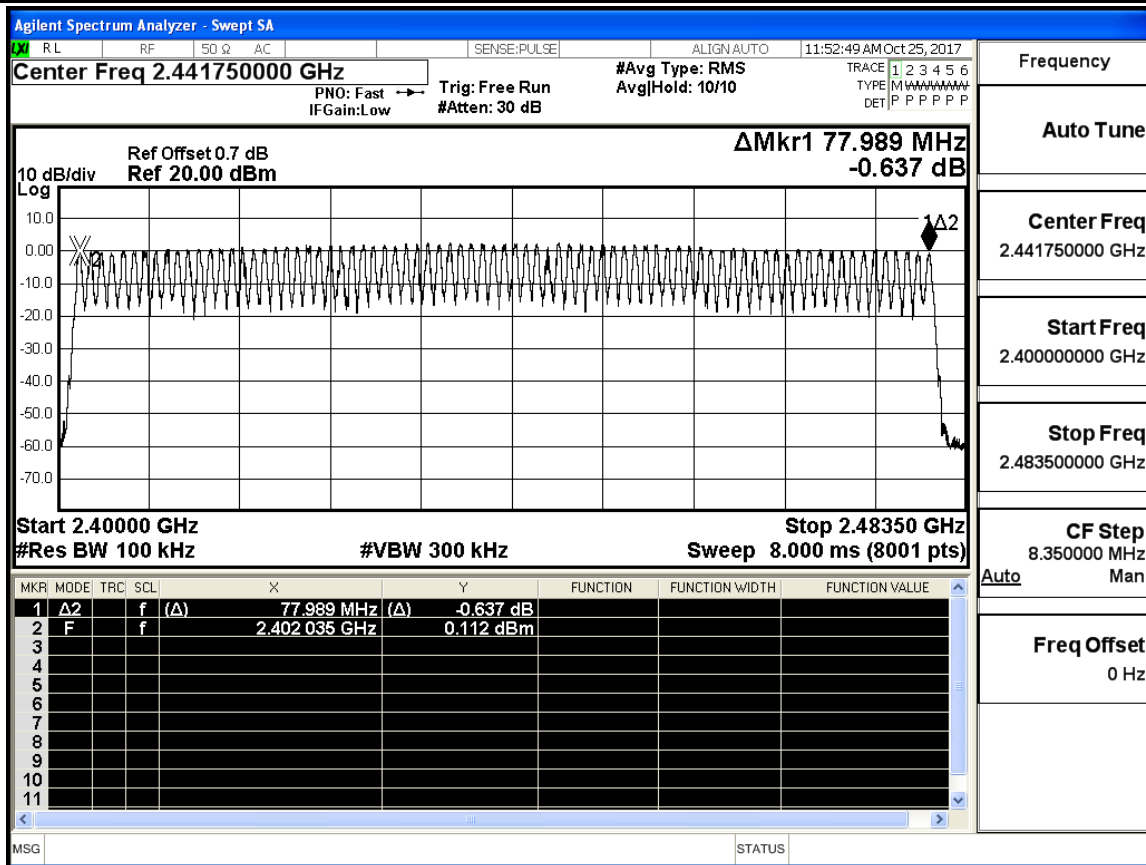 Agilent Spectrum Analyzer - Swept SA
LXI RL RF 50 Ω AC SENSE:PULSE ALIGN AUTO 11:52:49 AM Oct 25, 2017
Center Freq 2.441750000 GHz
PNO: Fast
IFGain:Low
Trig: Free Run
#Atten: 30 dB
#Avg Type: RMS
Avg|Hold: 10/10
TRACE 1 2 3 4 5 6
TYPE M WWWWW
DET P P P P P P
Ref Offset 0.7 dB
10 dB/div Ref 20.00 dBm
Log
ΔMkr1 77.989 MHz
-0.637 dB
10.0
0.00
-10.0
-20.0
-30.0
-40.0
-50.0
-60.0
-70.0
2
1Δ2
Start 2.40000 GHz Stop 2.48350 GHz
#Res BW 100 kHz #VBW 300 kHz Sweep 8.000 ms (8001 pts)
MKR MODE TRC SCL X Y FUNCTION FUNCTION WIDTH FUNCTION VALUE
1 Δ2 f (Δ) 77.989 MHz (Δ) -0.637 dB
2 F f 2.402 035 GHz 0.112 dBm
3
4
5
6
7
8
9
10
11
MSG STATUS
Frequency
Auto Tune
Center Freq
2.441750000 GHz
Start Freq
2.400000000 GHz
Stop Freq
2.483500000 GHz
CF Step
8.350000 MHz
Auto Man
Freq Offset
0 Hz